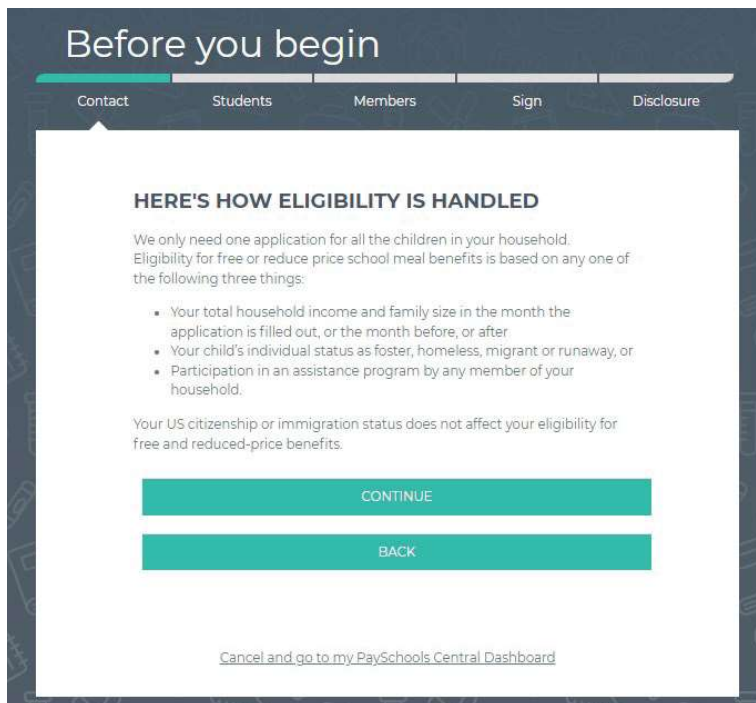 Before you begin
Contact Students Members Sign Disclosure
HERE'S HOW ELIGIBILITY IS HANDLED
We only need one application for all the children in your household.
Eligibility for free or reduce price school meal benefits is based on any one of
the following three things:
• Your total household income and family size in the month the
application is filled out, or the month before, or after
• Your child's individual status as foster, homeless, migrant or runaway, or
• Participation in an assistance program by any member of your
household.
Your US citizenship or immigration status does not affect your eligibility for
free and reduced-price benefits.
CONTINUE
BACK
Cancel and go to my PaySchools Central Dashboard